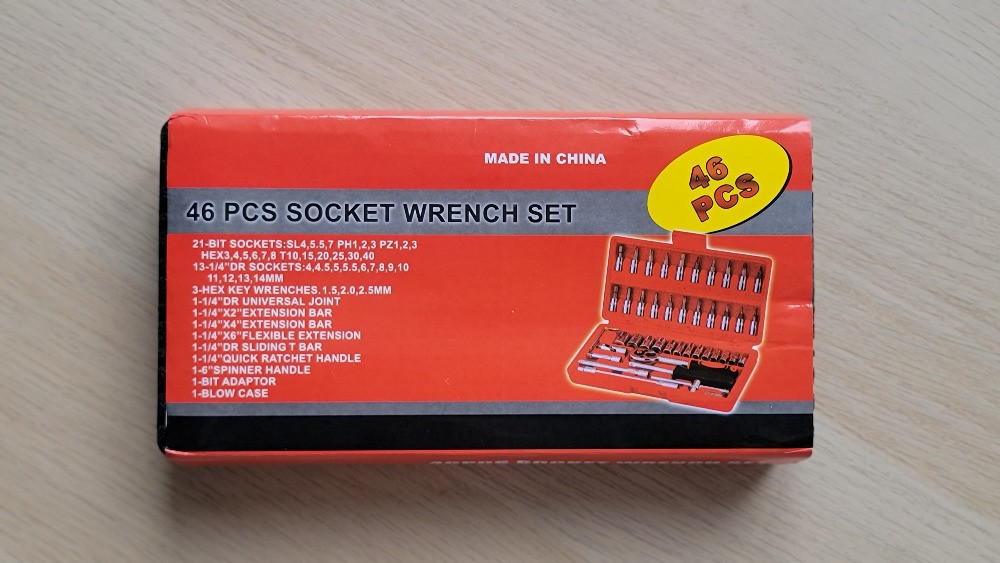 MADE IN CHINA
46
PCS
46 PCS SOCKET WRENCH SET
21-BIT SOCKETS:SL4,5.5,7 PH1,2,3 PZ1,2,3
HEX3,4,5,6,7,8 T10,15,20,25,30,40
13-1/4"DR SOCKETS:4,4.5,5,5.5,6,7,8,9,10
11,12,13,14MM
3-HEX KEY WRENCHES.1.5,2.0,2.5MM
1-1/4"DR UNIVERSAL JOINT
1-1/4"X2"EXTENSION BAR
1-1/4"X4"EXTENSION BAR
1-1/4"X6"FLEXIBLE EXTENSION
1-1/4"DR SLIDING T BAR
1-1/4"QUICK RATCHET HANDLE
1-6"SPINNER HANDLE
1-BIT ADAPTOR
1-BLOW CASE